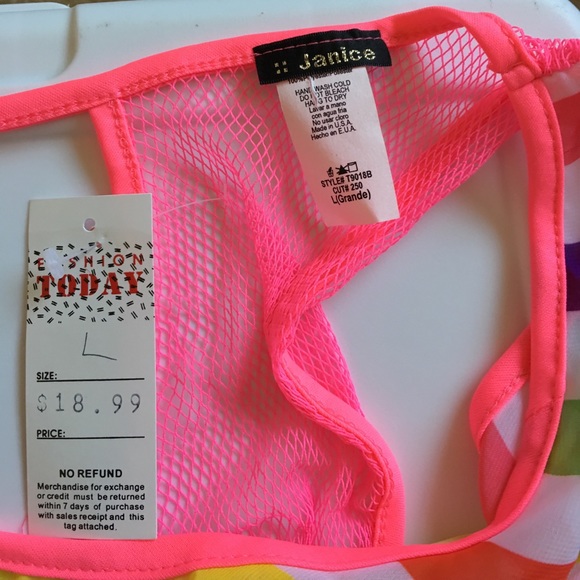 :: Janice
HAND WASH COLD
DO NOT BLEACH
HANG TO DRY
Lavar a mano
con agua fria
No usar cloro
Made in U.S.A.
Hecho en E.U.A.
STYLE# T9018B
CUT# 250
L(Grande)
FASHION
TODAY
L
SIZE:
$18.99
PRICE:
NO REFUND
Merchandise for exchange
or credit must be returned
within 7 days of purchase
with sales receipt and this
tag attached.